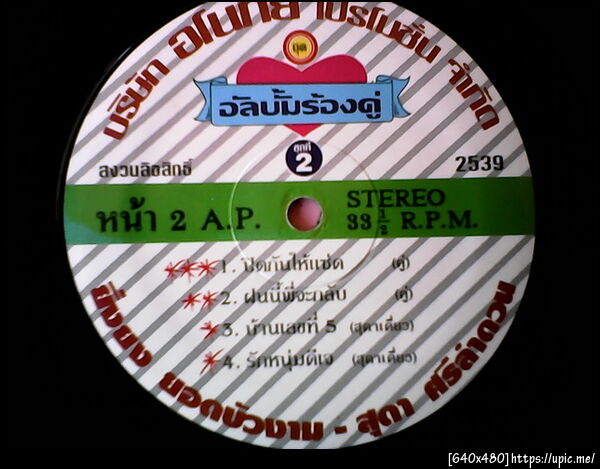 บริษัท อโนทัย โปรโมชั่น จำกัด
ชุด
อัลบั้มร้องคู่
ชุดที่
2
สงวนลิขสิทธิ์
2539
หน้า 2 A.P.
STEREO
33 1/2 R.P.M.
1. ปิดกันให้แซ่ด (คู่)
2. ฝนนี้พี่จะกลับ (คู่)
3. บ้านเลขที่ 5 (สุดาเดี่ยว)
4. รักหนุ่มดีเจ (สุดาเดี่ยว)
ยิ่งยง ยอดบัวงาม - สุดา ศรีลำดวน
[640x480]https://upic.me/